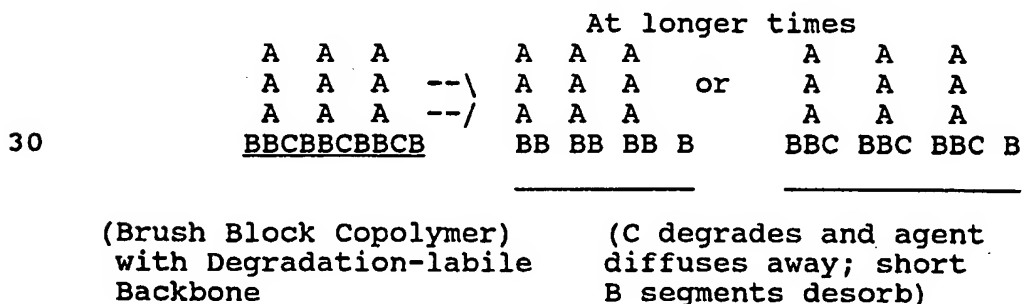 At longer times
A A A A A A A A A
A A A --\ A A A or A A A
A A A --/ A A A A A A
30 BBCBBCBBCB BB BB BB B BBC BBC BBC B
(Brush Block Copolymer) (C degrades and agent
with Degradation-labile diffuses away; short
Backbone B segments desorb)